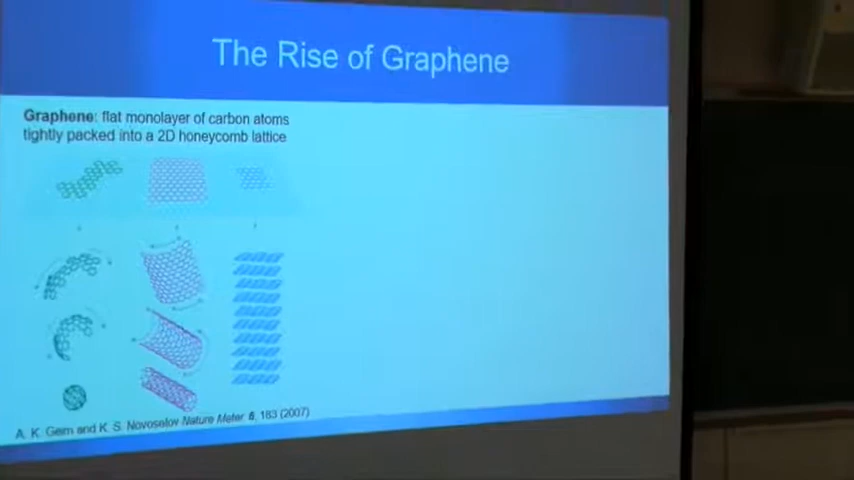 The Rise of Graphene
Graphene: flat monolayer of carbon atoms
tightly packed into a 2D honeycomb lattice
A. K. Geim and K. S. Novoselov Nature Mater. 6, 183 (2007)